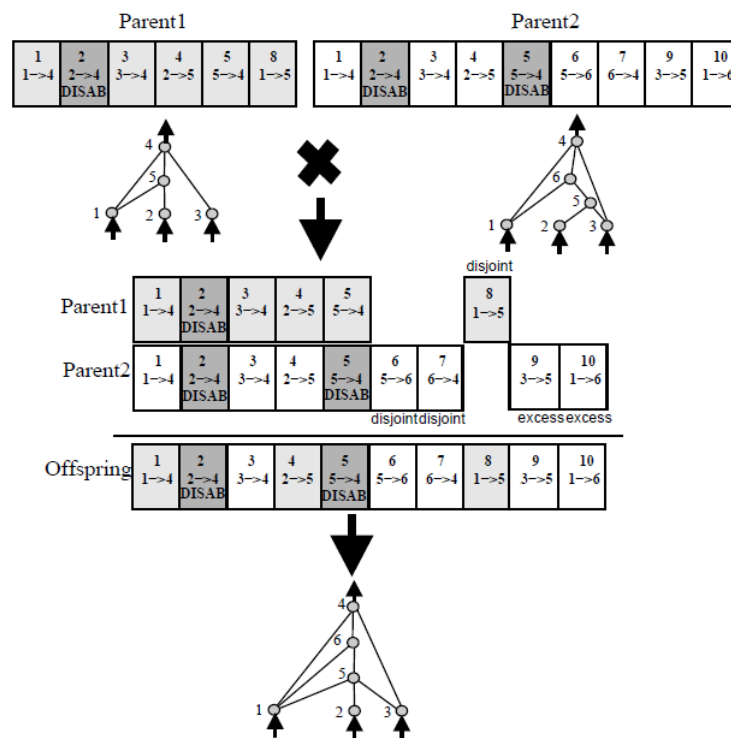 Parent1 Parent2
1 2 3 4 5 8
1−>4 2−>4 3−>4 2−>5 5−>4 1−>5
DISAB
1 2 3 4 5 6 7 9 10
1−>4 2−>4 3−>4 2−>5 5−>4 5−>6 6−>4 3−>5 1−>6
DISAB DISAB
4
5
1 2 3
4
6
5
1 2 3
disjoint
Parent1
1 2 3 4 5 8
1−>4 2−>4 3−>4 2−>5 5−>4 1−>5
DISAB
Parent2
1 2 3 4 5 6 7 9 10
1−>4 2−>4 3−>4 2−>5 5−>4 5−>6 6−>4 3−>5 1−>6
DISAB DISAB
disjoint disjoint excess excess
Offspring
1 2 3 4 5 6 7 8 9 10
1−>4 2−>4 3−>4 2−>5 5−>4 5−>6 6−>4 1−>5 3−>5 1−>6
DISAB DISAB
4
6
5
1 2 3